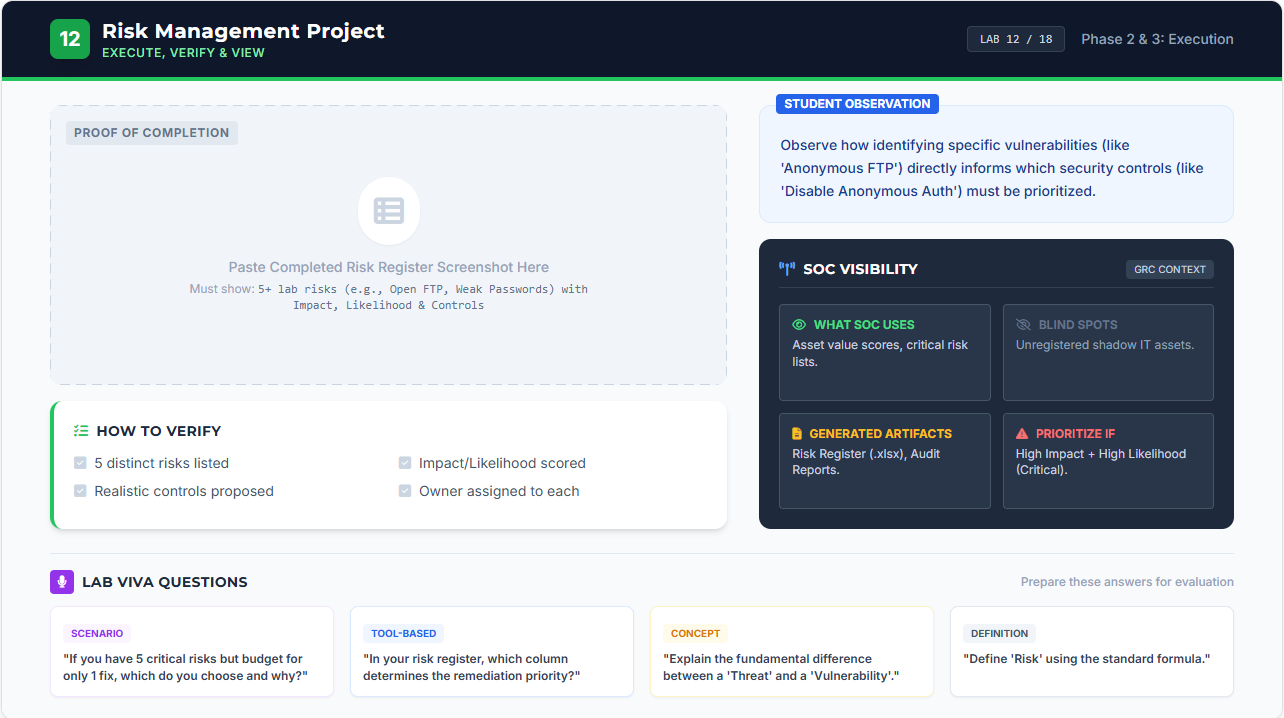 12
Risk Management Project
EXECUTE, VERIFY & VIEW
LAB 12 / 18
Phase 2 & 3: Execution
PROOF OF COMPLETION
Paste Completed Risk Register Screenshot Here
Must show: 5+ lab risks (e.g., Open FTP, Weak Passwords) with
Impact, Likelihood & Controls
HOW TO VERIFY
5 distinct risks listed
Impact/Likelihood scored
Realistic controls proposed
Owner assigned to each
STUDENT OBSERVATION
Observe how identifying specific vulnerabilities (like
'Anonymous FTP') directly informs which security controls (like
'Disable Anonymous Auth') must be prioritized.
SOC VISIBILITY
GRC CONTEXT
WHAT SOC USES
Asset value scores, critical risk
lists.
BLIND SPOTS
Unregistered shadow IT assets.
GENERATED ARTIFACTS
Risk Register (.xlsx), Audit
Reports.
PRIORITIZE IF
High Impact + High Likelihood
(Critical).
LAB VIVA QUESTIONS
Prepare these answers for evaluation
SCENARIO
"If you have 5 critical risks but budget for
only 1 fix, which do you choose and why?"
TOOL-BASED
"In your risk register, which column
determines the remediation priority?"
CONCEPT
"Explain the fundamental difference
between a 'Threat' and a 'Vulnerability'."
DEFINITION
"Define 'Risk' using the standard formula."